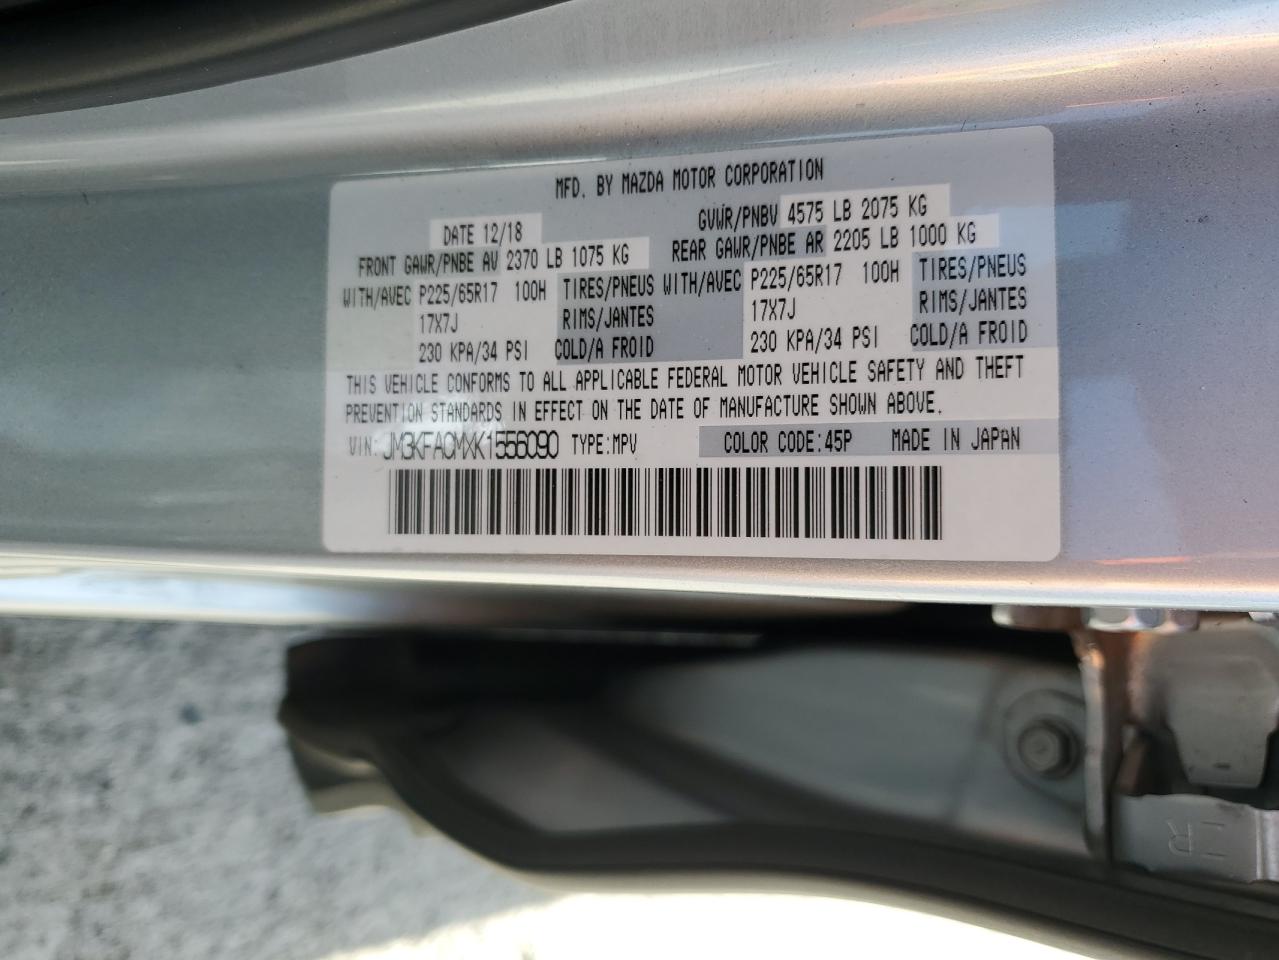 MFD. BY MAZDA MOTOR CORPORATION
DATE 12/18 GVWR/PNBV 4575 LB 2075 KG
FRONT GAWR/PNBE AV 2370 LB 1075 KG REAR GAWR/PNBE AR 2205 LB 1000 KG
WITH/AVEC P225/65R17 100H TIRES/PNEUS WITH/AVEC P225/65R17 100H TIRES/PNEUS
17X7J RIMS/JANTES 17X7J RIMS/JANTES
230 KPA/34 PSI COLD/A FROID 230 KPA/34 PSI COLD/A FROID
THIS VEHICLE CONFORMS TO ALL APPLICABLE FEDERAL MOTOR VEHICLE SAFETY AND THEFT
PREVENTION STANDARDS IN EFFECT ON THE DATE OF MANUFACTURE SHOWN ABOVE.
VIN: JM3KFACMXK1556090 TYPE:MPV COLOR CODE:45P MADE IN JAPAN